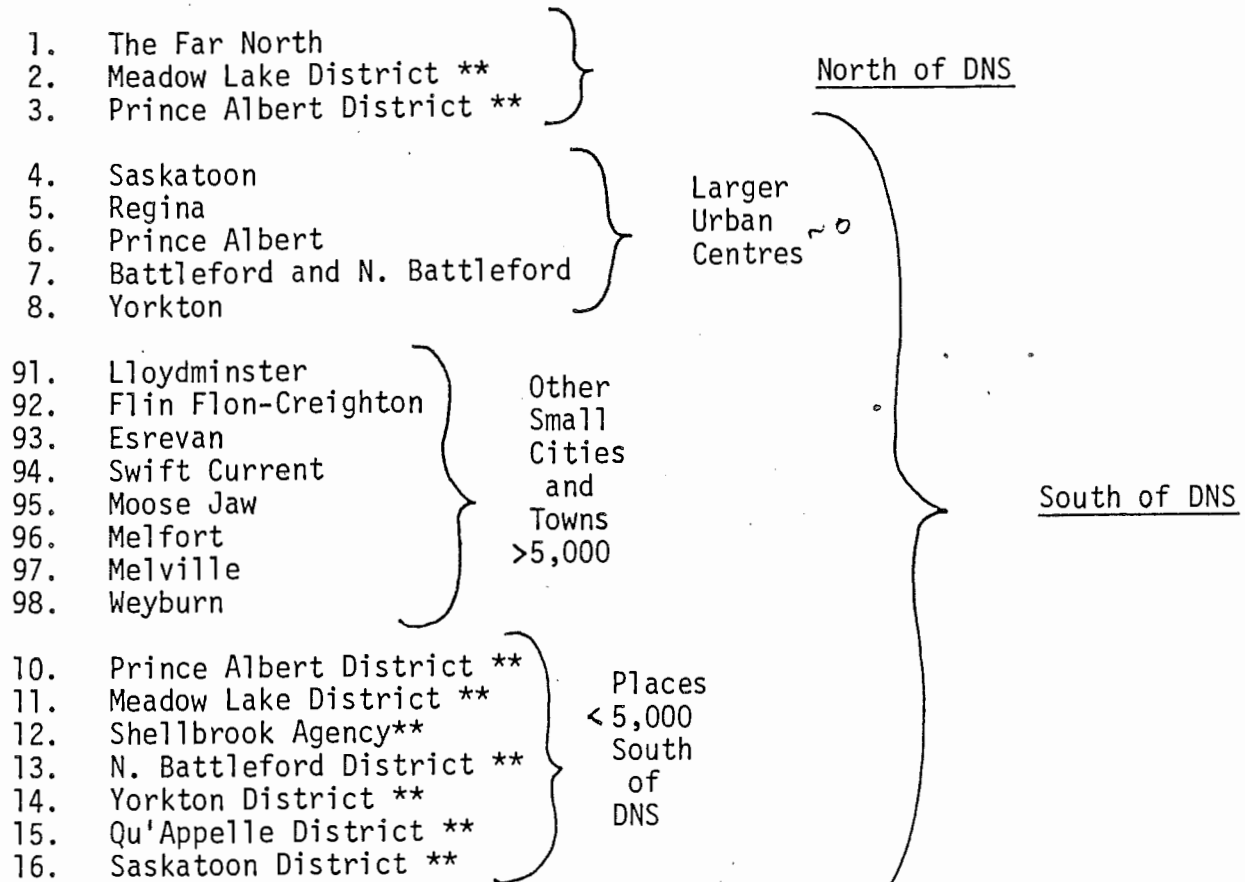 1. The Far North
2. Meadow Lake District **
3. Prince Albert District **
North of DNS
4. Saskatoon
5. Regina
6. Prince Albert
7. Battleford and N. Battleford
8. Yorkton
Larger
Urban
Centres ~ o
91. Lloydminster
92. Flin Flon-Creighton
93. Esrevan
94. Swift Current
95. Moose Jaw
96. Melfort
97. Melville
98. Weyburn
Other
Small
Cities
and
Towns
>5,000
South of DNS
10. Prince Albert District **
11. Meadow Lake District **
12. Shellbrook Agency**
13. N. Battleford District **
14. Yorkton District **
15. Qu'Appelle District **
16. Saskatoon District **
Places
< 5,000
South
of
DNS